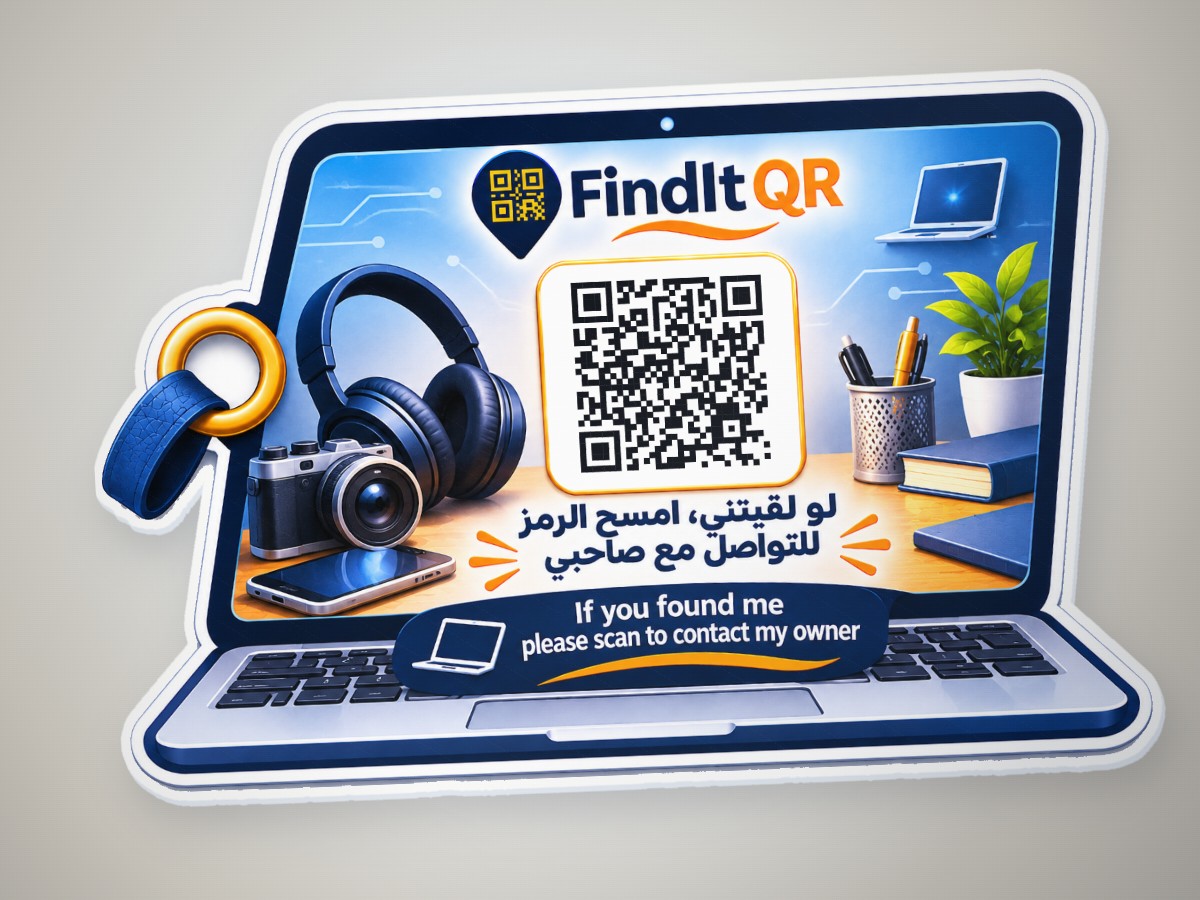 FindIt QR
لو لقيتني، امسح الرمز
للتواصل مع صاحبي
If you found me
please scan to contact my owner